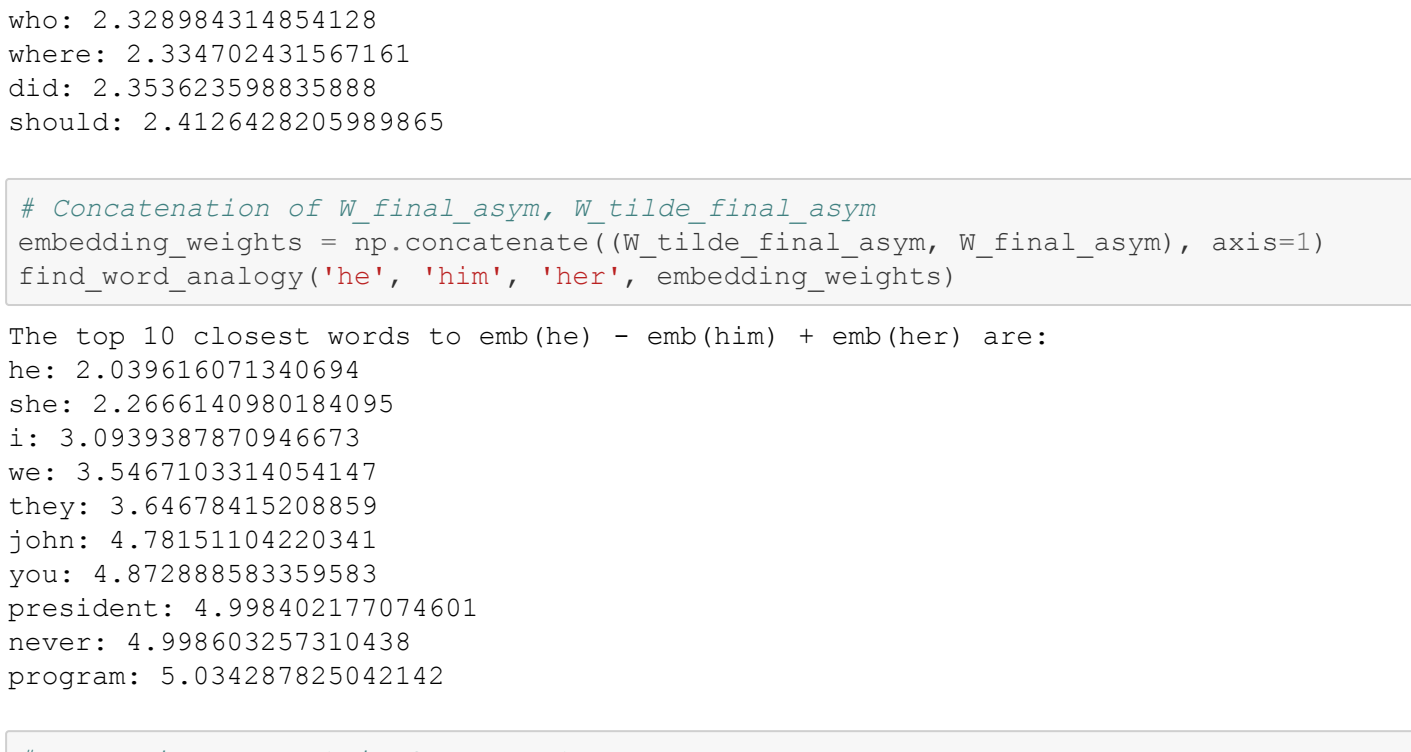 who: 2.328984314854128
where: 2.334702431567161
did: 2.353623598835888
should: 2.4126428205989865
# Concatenation of W_final_asym, W_tilde_final_asym
embedding_weights = np.concatenate((W_tilde_final_asym, W_final_asym), axis=1)
find_word_analogy('he', 'him', 'her', embedding_weights)
The top 10 closest words to emb(he) - emb(him) + emb(her) are:
he: 2.039616071340694
she: 2.2666140980184095
i: 3.0939387870946673
we: 3.5467103314054147
they: 3.64678415208859
john: 4.78151104220341
you: 4.872888583359583
president: 4.998402177074601
never: 4.998603257310438
program: 5.034287825042142